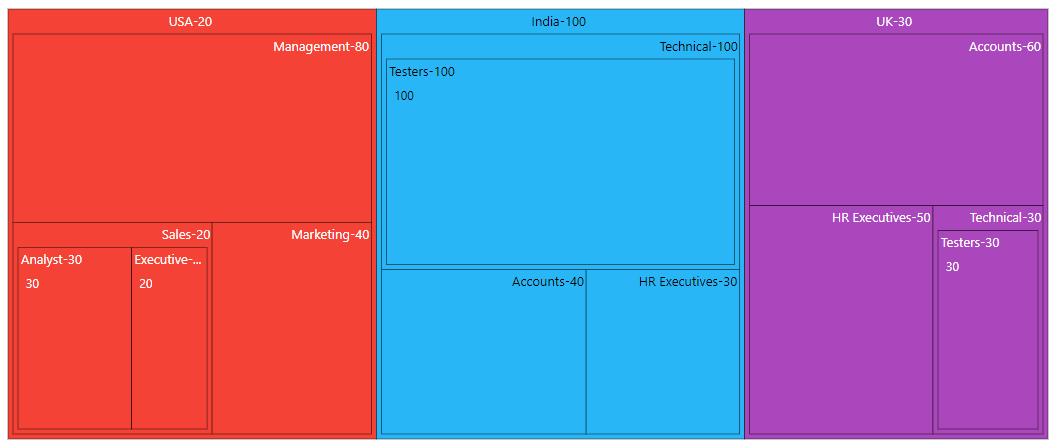 USA-20
Management-80
Sales-20
Analyst-30
30
Executive-...
20
Marketing-40
India-100
Technical-100
Testers-100
100
Accounts-40
HR Executives-30
UK-30
Accounts-60
HR Executives-50
Technical-30
Testers-30
30